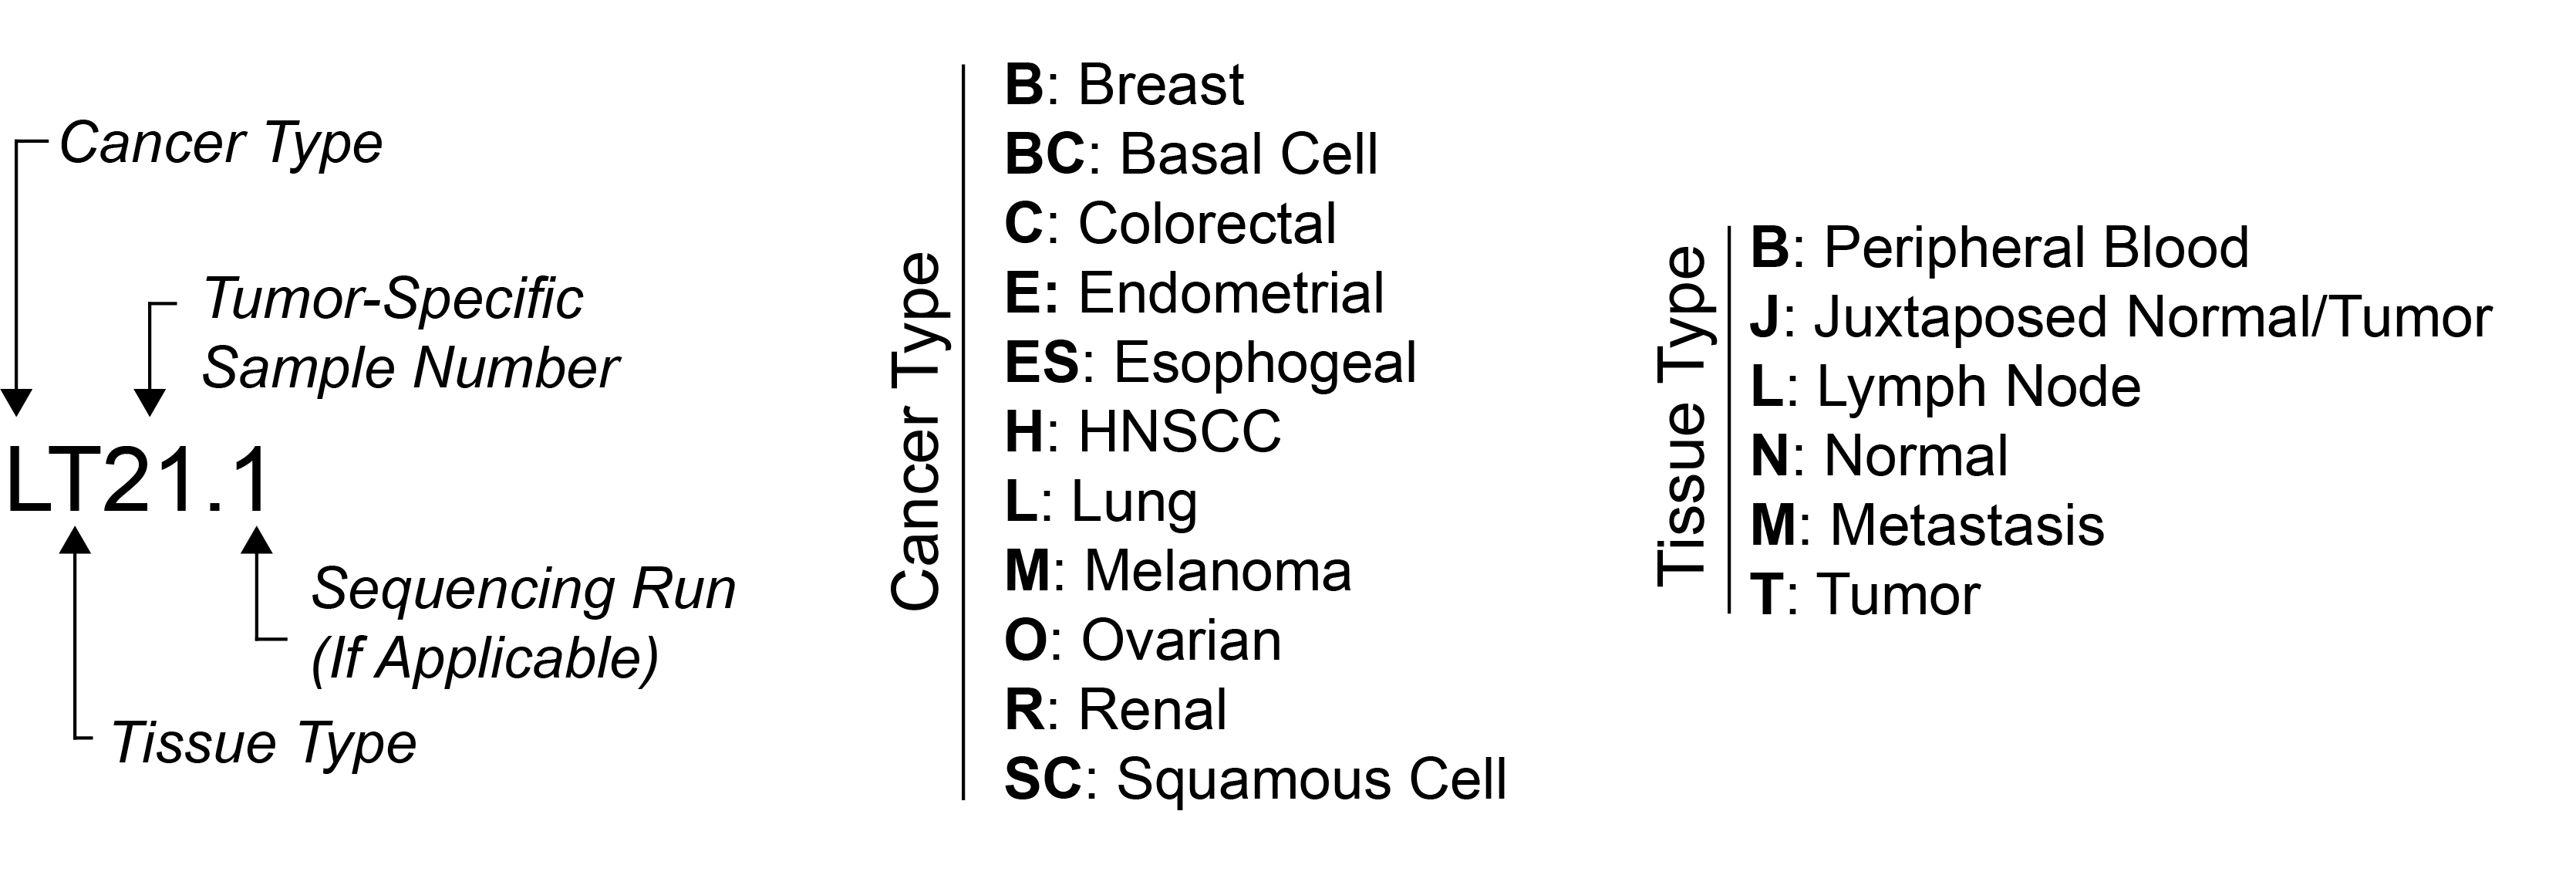 Cancer Type
Tumor-Specific
Sample Number
LT21.1
Sequencing Run
(If Applicable)
Tissue Type
Cancer Type
B: Breast
BC: Basal Cell
C: Colorectal
E: Endometrial
ES: Esophogeal
H: HNSCC
L: Lung
M: Melanoma
O: Ovarian
R: Renal
SC: Squamous Cell
Tissue Type
B: Peripheral Blood
J: Juxtaposed Normal/Tumor
L: Lymph Node
N: Normal
M: Metastasis
T: Tumor